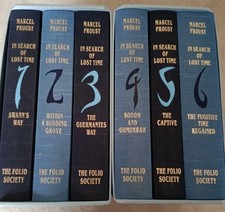 MARCEL
PROUST
IN SEARCH
OF LOST
TIME
1
SWANN'S
WAY
THE FOLIO
SOCIETY
MARCEL
PROUST
IN SEARCH
OF LOST
TIME
2
WITHIN
A BUDDING
GROVE
THE FOLIO
SOCIETY
MARCEL
PROUST
IN SEARCH
OF LOST
TIME
3
THE
GUERMANTES
WAY
THE FOLIO
SOCIETY
MARCEL
PROUST
IN SEARCH
OF LOST
TIME
4
SODOM
AND
GOMORRAH
THE FOLIO
SOCIETY
MARCEL
PROUST
IN SEARCH
OF LOST
TIME
5
THE
CAPTIVE
THE FOLIO
SOCIETY
MARCEL
PROUST
IN SEARCH
OF LOST
TIME
6
THE FUGITIVE
TIME
REGAINED
THE FOLIO
SOCIETY